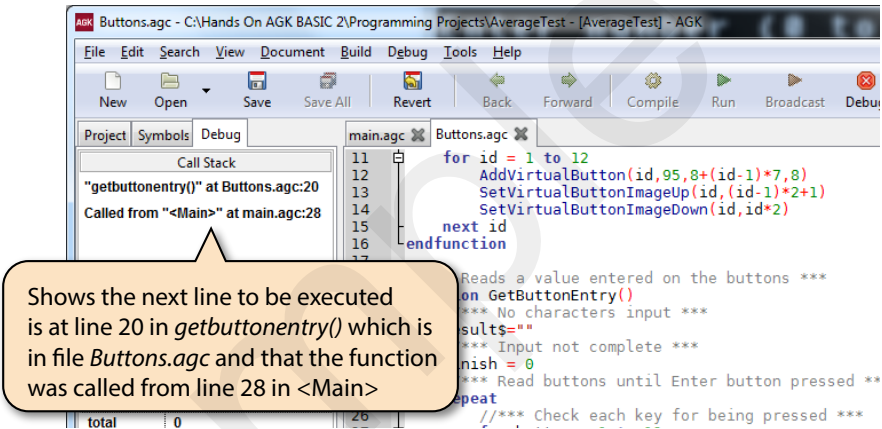 AGK Buttons.agc - C:\Hands On AGK BASIC 2\Programming Projects\AverageTest - [AverageTest] - AGK
File Edit Search View Document Build Debug Tools Help
New Open Save Save All Revert Back Forward Compile Run Broadcast Debug
Project Symbols Debug
main.agc Buttons.agc
Call Stack
"getbuttonentry()" at Buttons.agc:20
Called from "<Main>" at main.agc:28
11 for id = 1 to 12
12 AddVirtualButton(id,95,8+(id-1)*7,8)
13 SetVirtualButtonImageUp(id,(id-1)*2+1)
14 SetVirtualButtonImageDown(id,id*2)
15 next id
16 endfunction
17
Reads a value entered on the buttons ***
on GetButtonEntry()
*** No characters input ***
sult$=""
*** Input not complete ***
nish = 0
*** Read buttons until Enter button pressed **
epeat
26 //*** Check each key for being pressed ***
Shows the next line to be executed
is at line 20 in getbuttonentry() which is
in file Buttons.agc and that the function
was called from line 28 in <Main>
total 0